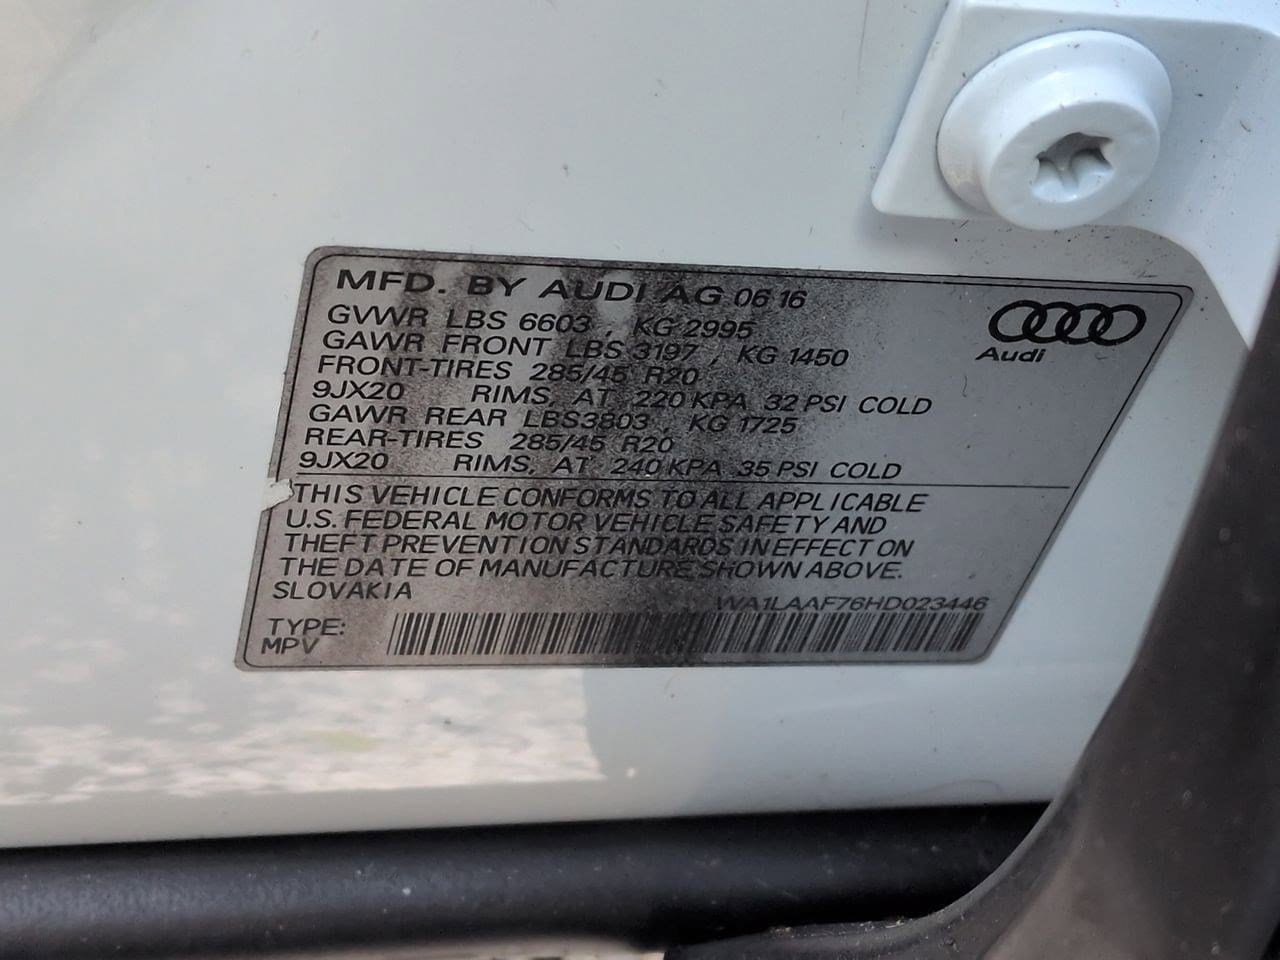 MFD. BY AUDI AG 06 16
GVWR LBS 6603 , KG 2995
GAWR FRONT LBS 3197 , KG 1450
FRONT-TIRES 285/45 R20
9JX20 RIMS, AT 220 KPA 32 PSI COLD
GAWR REAR LBS3803 , KG 1725
REAR-TIRES 285/45 R20
9JX20 RIMS, AT 240 KPA 35 PSI COLD
Audi
THIS VEHICLE CONFORMS TO ALL APPLICABLE
U.S. FEDERAL MOTOR VEHICLE SAFETY AND
THEFT PREVENTION STANDARDS IN EFFECT ON
THE DATE OF MANUFACTURE SHOWN ABOVE.
SLOVAKIA
WA1LAAF76HD023446
TYPE:
MPV